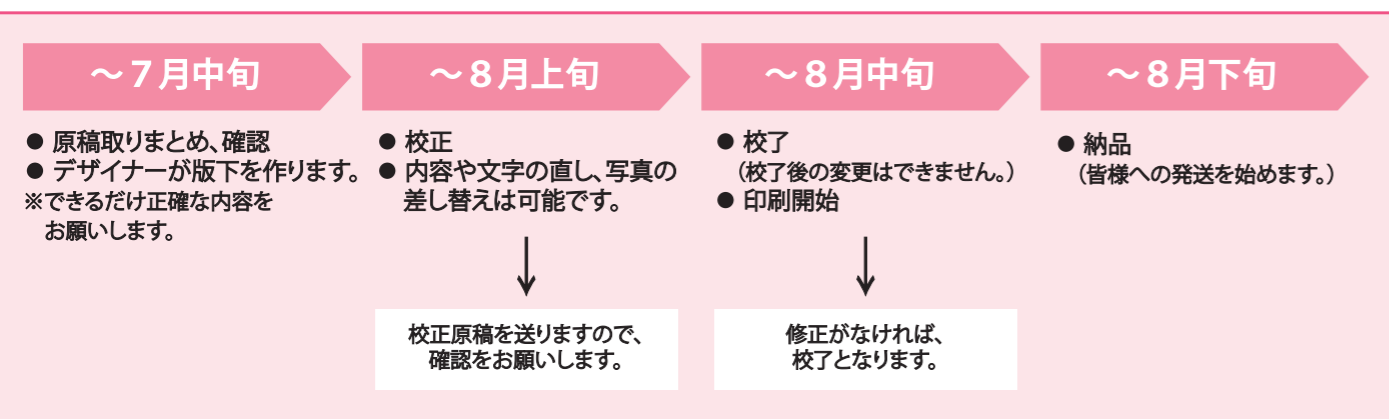 ～7月中旬
● 原稿取りまとめ、確認
● デザイナーが版下を作ります。
※できるだけ正確な内容を
お願いします。
～8月上旬
● 校正
● 内容や文字の直し、写真の
差し替えは可能です。
↓
校正原稿を送りますので、
確認をお願いします。
～8月中旬
● 校了
（校了後の変更はできません。）
● 印刷開始
↓
修正がなければ、
校了となります。
～8月下旬
● 納品
（皆様への発送を始めます。）